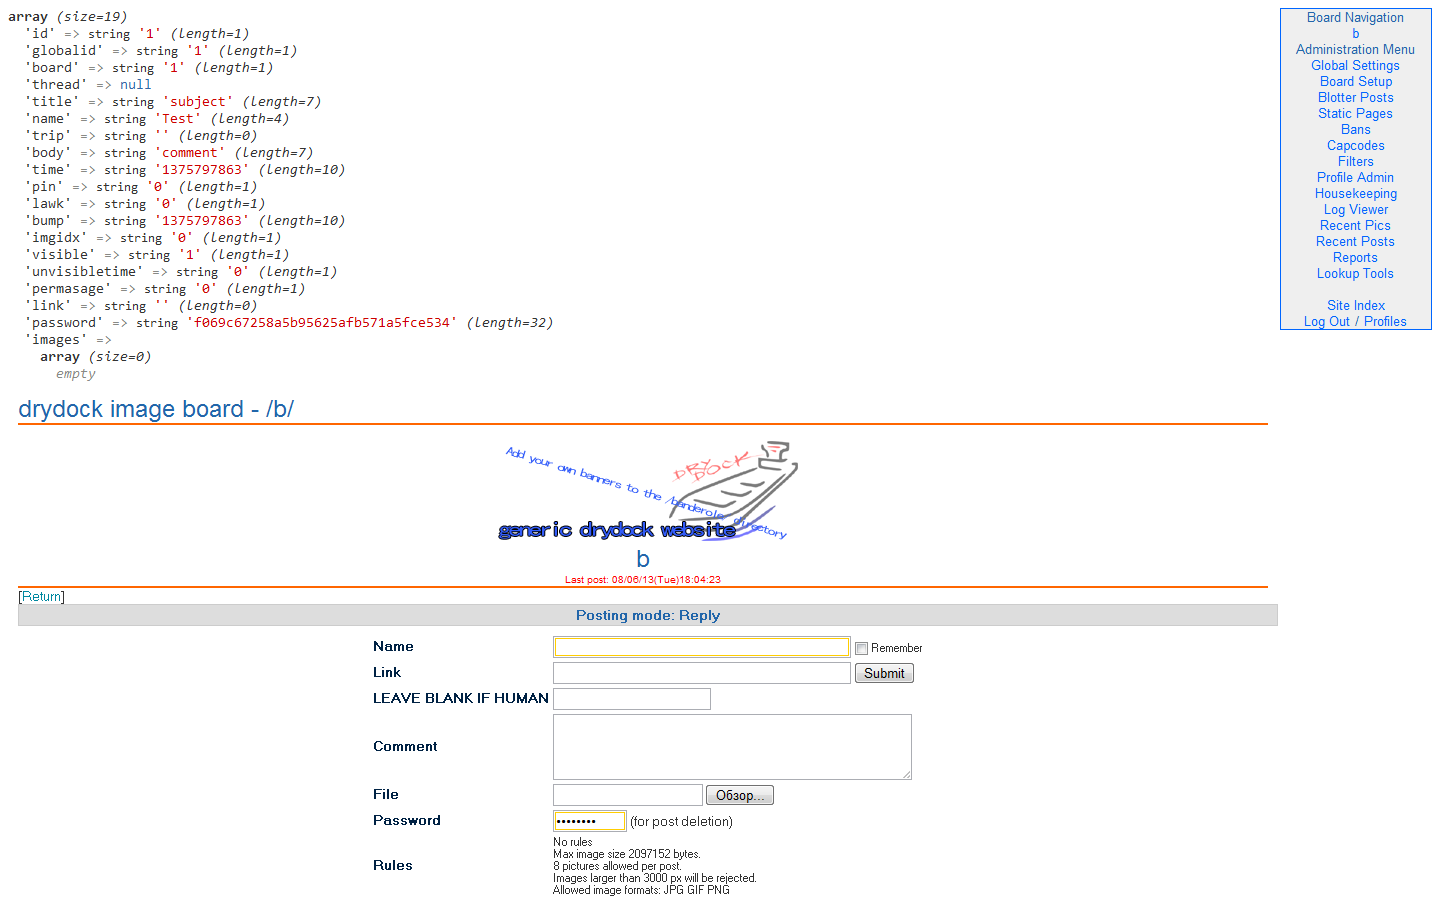 array (size=19)
'id' => string '1' (length=1)
'globalid' => string '1' (length=1)
'board' => string '1' (length=1)
'thread' => null
'title' => string 'subject' (length=7)
'name' => string 'Test' (length=4)
'trip' => string '' (length=0)
'body' => string 'comment' (length=7)
'time' => string '1375797863' (length=10)
'pin' => string '0' (length=1)
'lawk' => string '0' (length=1)
'bump' => string '1375797863' (length=10)
'imgidx' => string '0' (length=1)
'visible' => string '1' (length=1)
'unvisibletime' => string '0' (length=1)
'permasage' => string '0' (length=1)
'link' => string '' (length=0)
'password' => string 'f069c67258a5b95625afb571a5fce534' (length=32)
'images' =>
array (size=0)
empty
Board Navigation
b
Administration Menu
Global Settings
Board Setup
Blotter Posts
Static Pages
Bans
Capcodes
Filters
Profile Admin
Housekeeping
Log Viewer
Recent Pics
Recent Posts
Reports
Lookup Tools
Site Index
Log Out / Profiles
drydock image board - /b/
Add your own banners to the /banderole/ directory
DRY
DOCK
generic drydock website
b
Last post: 08/06/13(Tue)18:04:23
[Return]
Posting mode: Reply
Name
Remember
Link
Submit
LEAVE BLANK IF HUMAN
Comment
File
Обзор...
Password
•••••••• (for post deletion)
Rules
No rules
Max image size 2097152 bytes.
8 pictures allowed per post.
Images larger than 3000 px will be rejected.
Allowed image formats: JPG GIF PNG